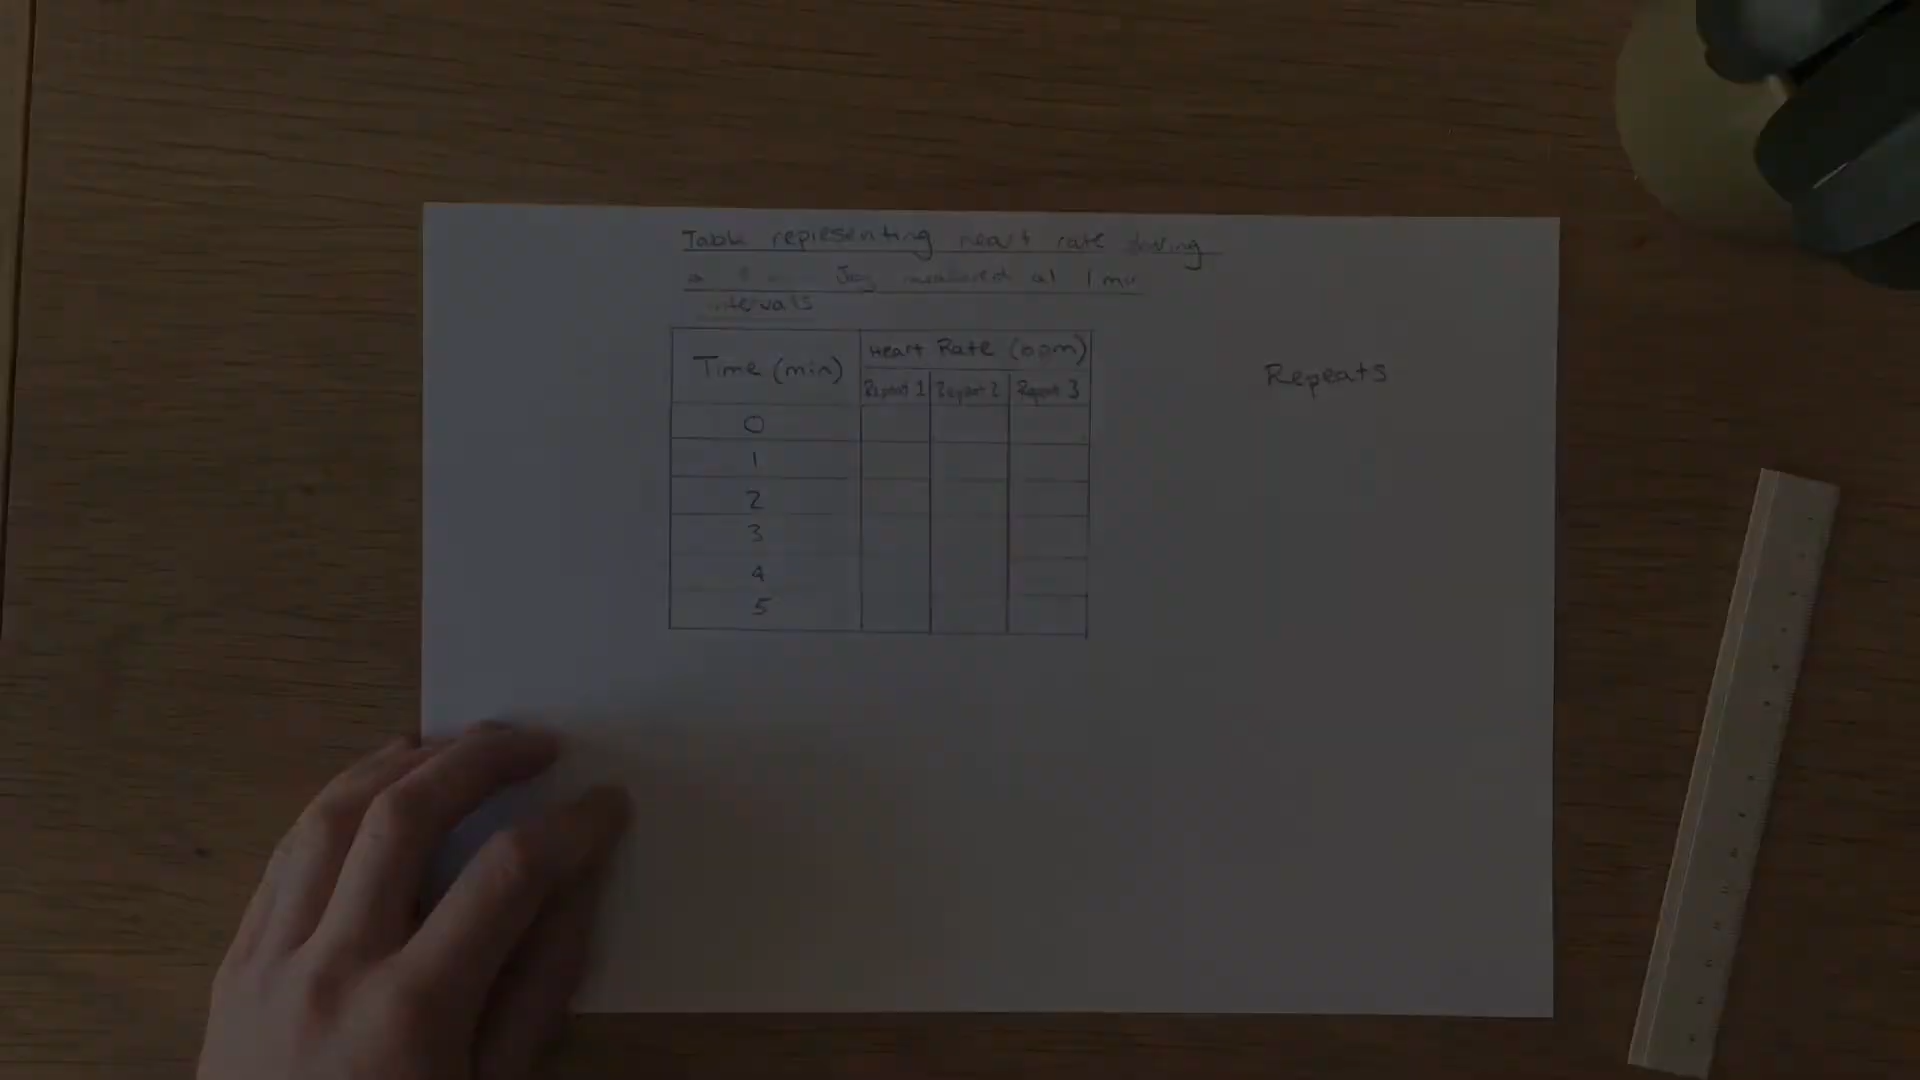 Table representing heart rate during
a Jog measured at 1 min
intervals
Time (min)
Heart Rate (bpm)
Repeat 1 Repeat 2 Repeat 3
Repeats
0
1
2
3
4
5